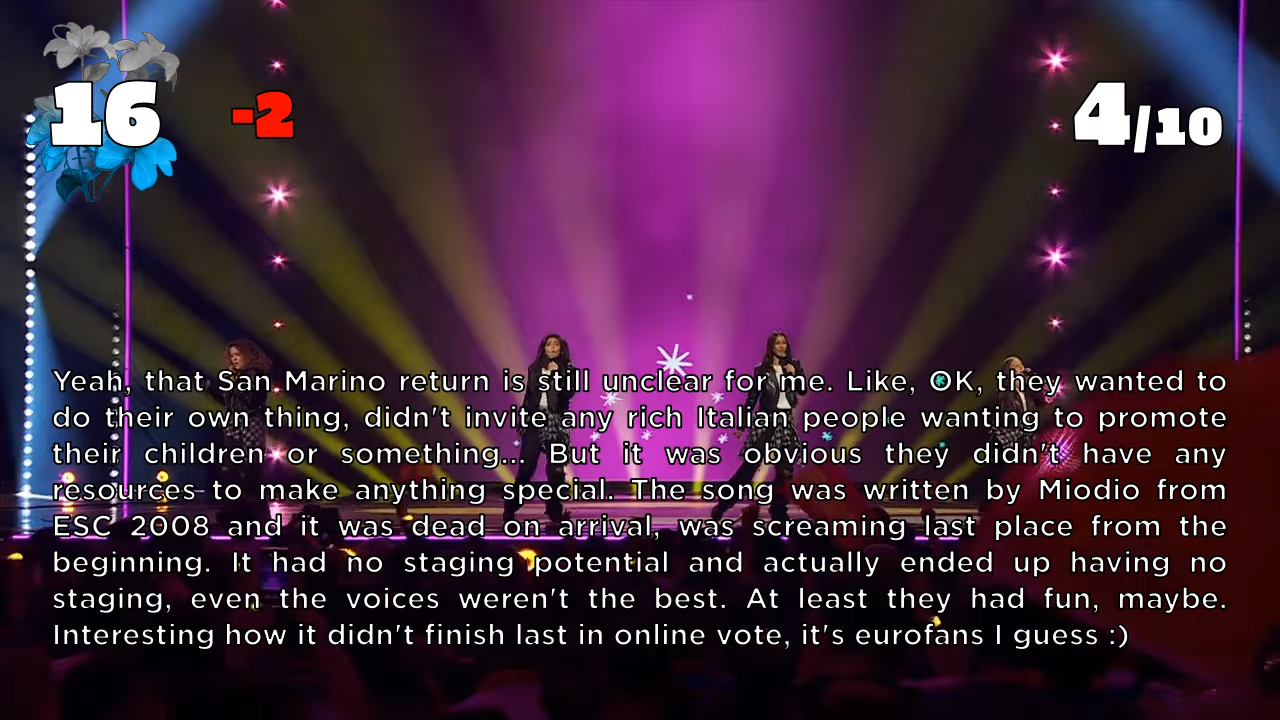 16
-2
4/10
Yeah, that San Marino return is still unclear for me. Like, OK, they wanted to
do their own thing, didn't invite any rich Italian people wanting to promote
their children or something... But it was obvious they didn't have any
resources to make anything special. The song was written by Miodio from
ESC 2008 and it was dead on arrival, was screaming last place from the
beginning. It had no staging potential and actually ended up having no
staging, even the voices weren't the best. At least they had fun, maybe.
Interesting how it didn't finish last in online vote, it's eurofans I guess :)